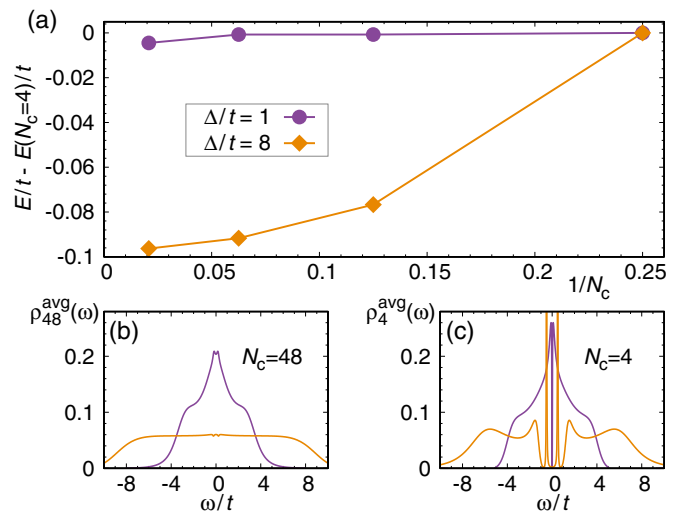 (a)
E/t - E(N_c=4)/t
0
-0.02
-0.04
-0.06
-0.08
-0.1
Δ/t = 1
Δ/t = 8
0 0.05 0.1 0.15 0.2 0.25
1/N_c
ρ_48^avg(ω)
(b)
N_c=48
0.2
0.1
0
-8 -4 0 4 8
ω/t
ρ_4^avg(ω)
(c)
N_c=4
0.2
0.1
0
-8 -4 0 4 8
ω/t